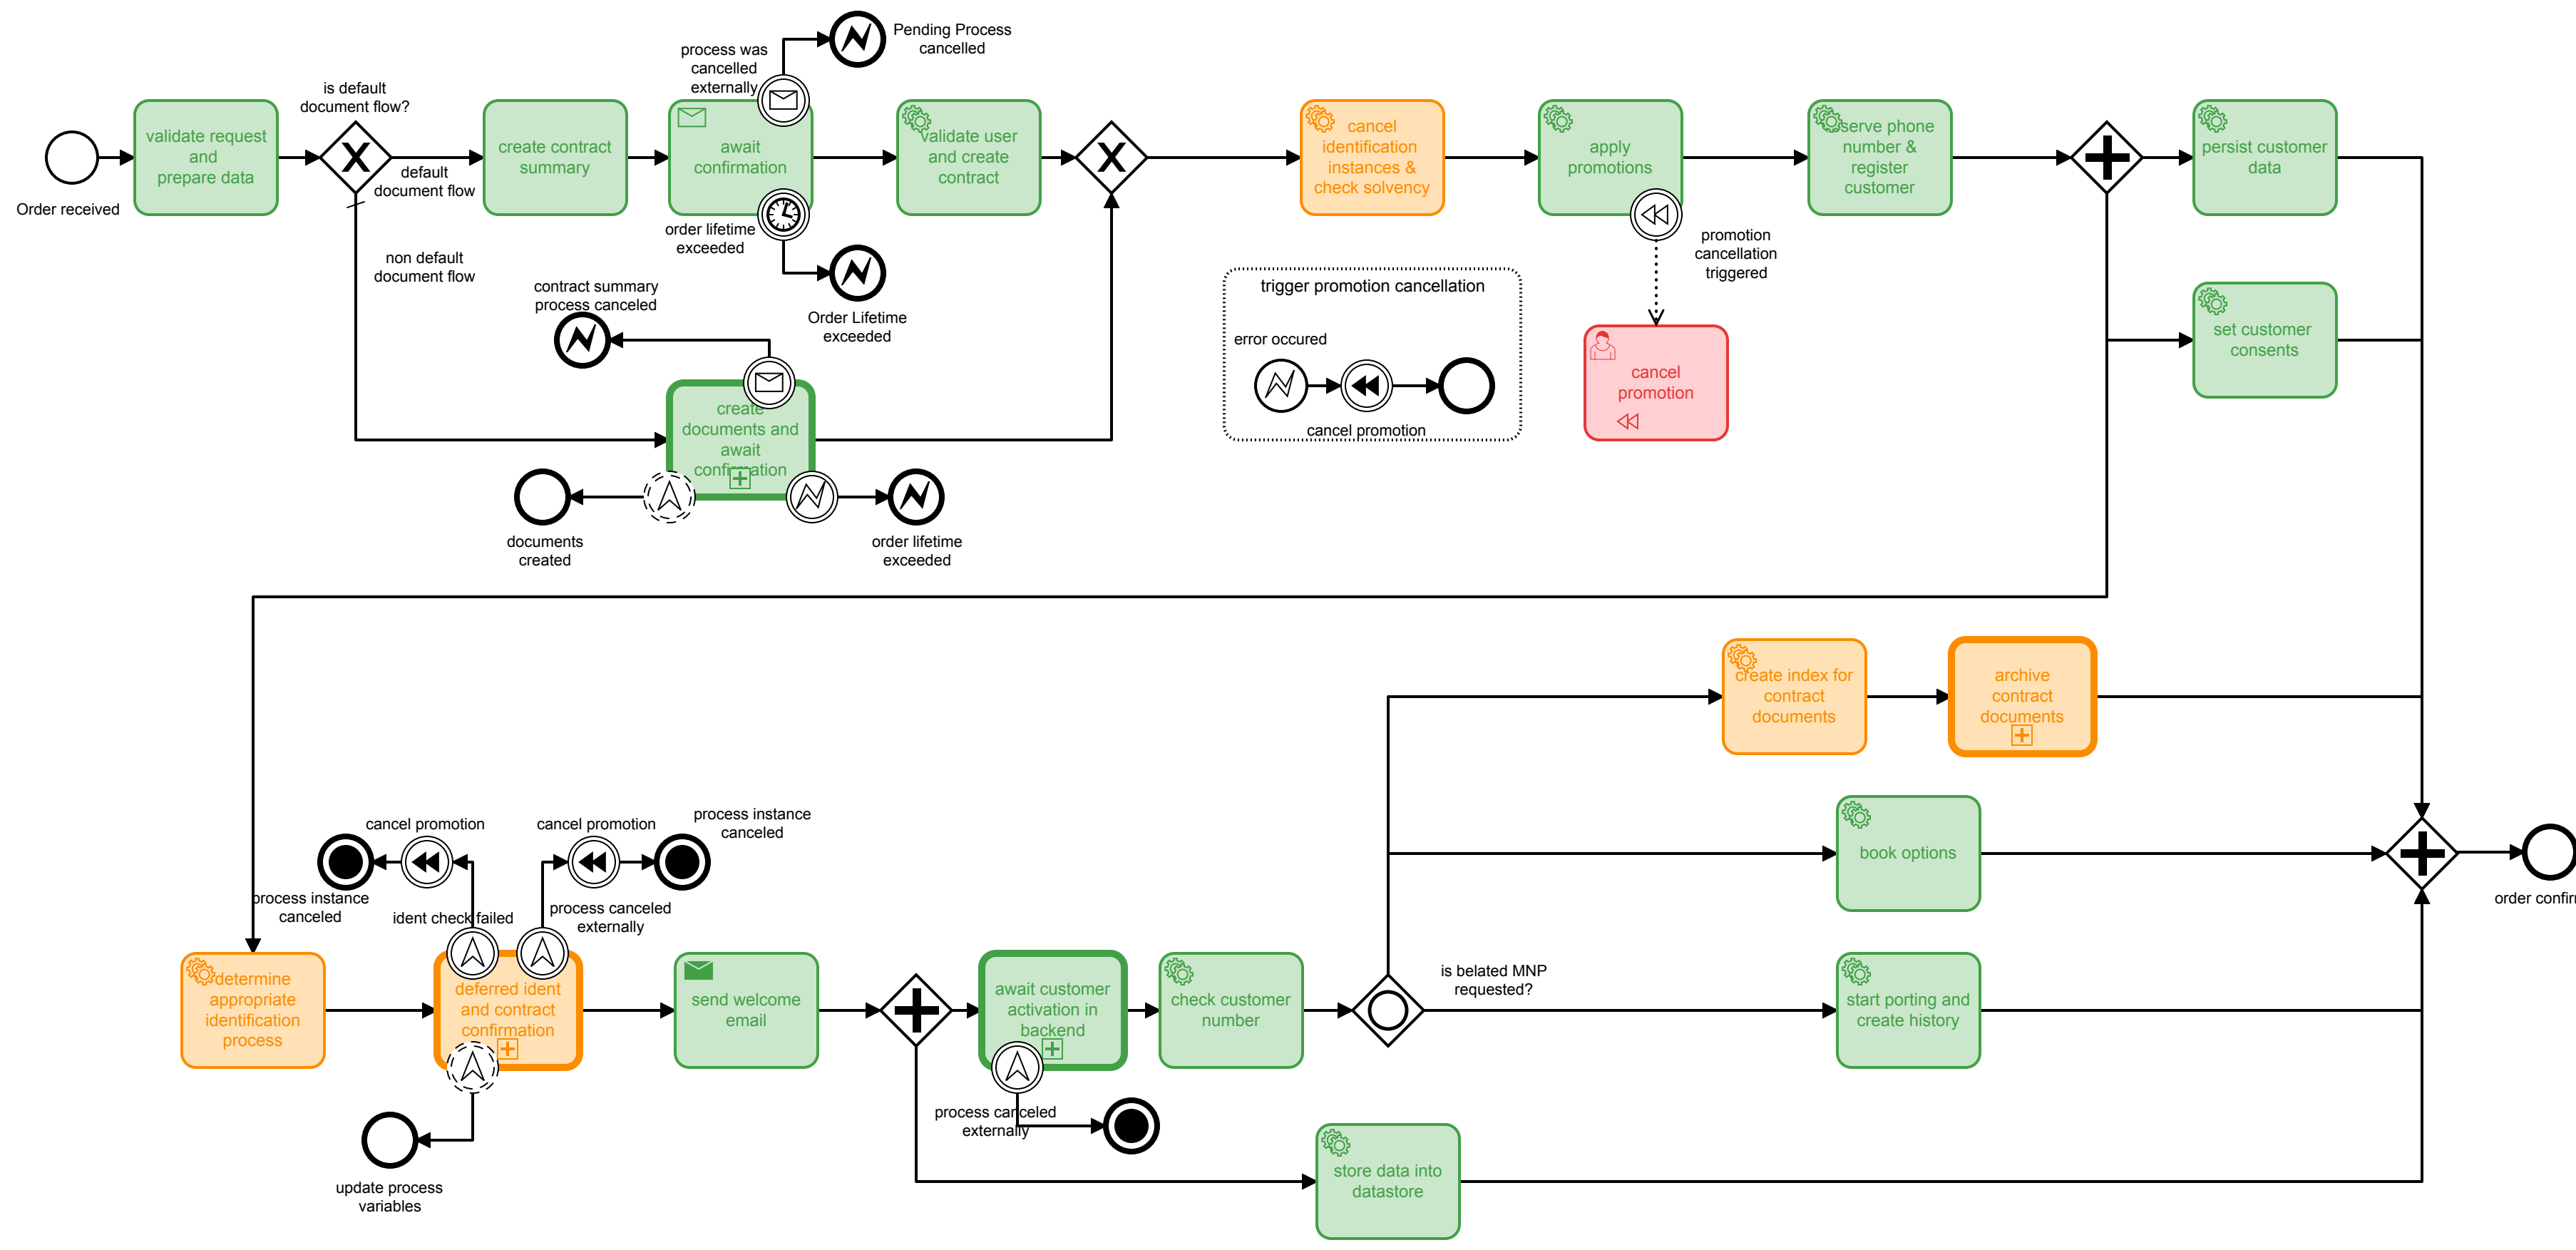 Pending Process
cancelled
process was
cancelled
externally
is default
document flow?
validate request
and
prepare data
create contract
summary
await
confirmation
validate user
and create
contract
cancel
identification
instances &
check solvency
apply
promotions
serve phone
number &
register
customer
persist customer
data
Order received
default
document flow
order lifetime
exceeded
promotion
cancellation
triggered
non default
document flow
contract summary
process canceled
Order Lifetime
exceeded
trigger promotion cancellation
error occured
cancel promotion
cancel
promotion
set customer
consents
create
documents and
await
confirmation
documents
created
order lifetime
exceeded
create index for
contract
documents
archive
contract
documents
cancel promotion
cancel promotion
process instance
canceled
process instance
canceled
ident check failed
process canceled
externally
book options
order confir
determine
appropriate
identification
process
deferred ident
and contract
confirmation
send welcome
email
await customer
activation in
backend
check customer
number
is belated MNP
requested?
start porting and
create history
process canceled
externally
store data into
datastore
update process
variables